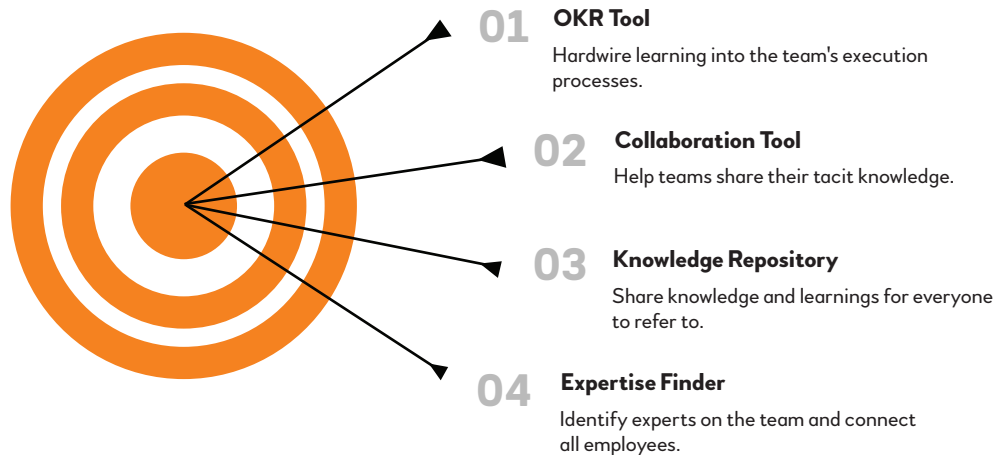 01
OKR Tool
Hardwire learning into the team's execution
processes.
02
Collaboration Tool
Help teams share their tacit knowledge.
03
Knowledge Repository
Share knowledge and learnings for everyone
to refer to.
04
Expertise Finder
Identify experts on the team and connect
all employees.